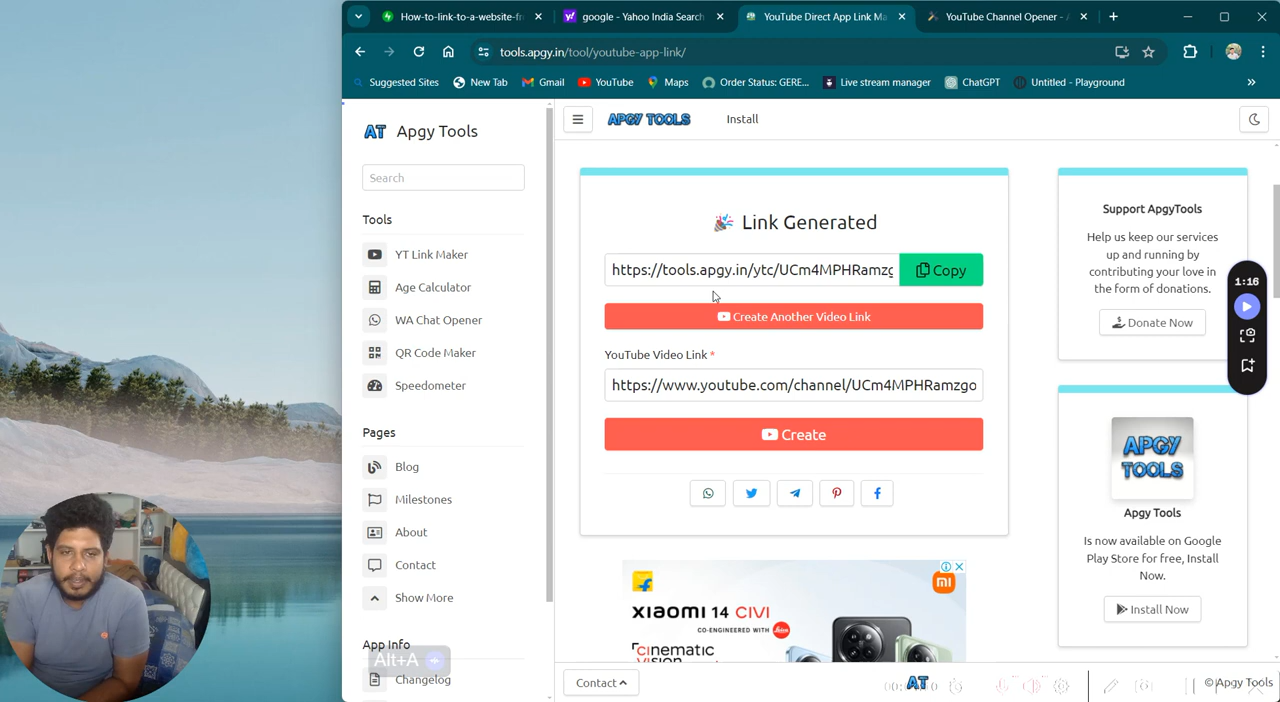 How-to-link-to-a-website-fr
google - Yahoo India Search
YouTube Direct App Link Ma
YouTube Channel Opener - A
tools.apgy.in/tool/youtube-app-link/
Suggested Sites
New Tab
Gmail
YouTube
Maps
Order Status: GERE...
Live stream manager
ChatGPT
Untitled - Playground
AT Apgy Tools
Search
Tools
YT Link Maker
Age Calculator
WA Chat Opener
QR Code Maker
Speedometer
Pages
Blog
Milestones
About
Contact
Show More
App Info
Alt+A
Changelog
APGY TOOLS
Install
Link Generated
https://tools.apgy.in/ytc/UCm4MPHRamzg
Copy
Create Another Video Link
YouTube Video Link *
https://www.youtube.com/channel/UCm4MPHRamzgo
Create
mi
XIAOMI 14 CIVI
CO-ENGINEERED WITH
Leica
CINEMATIC
VISION
Contact
AT
© Apgy Tools
Support ApgyTools
Help us keep our services
up and running by
contributing your love in
the form of donations.
Donate Now
APGY
TOOLS
Apgy Tools
Is now available on Google
Play Store for free, Install
Now.
Install Now
1:16